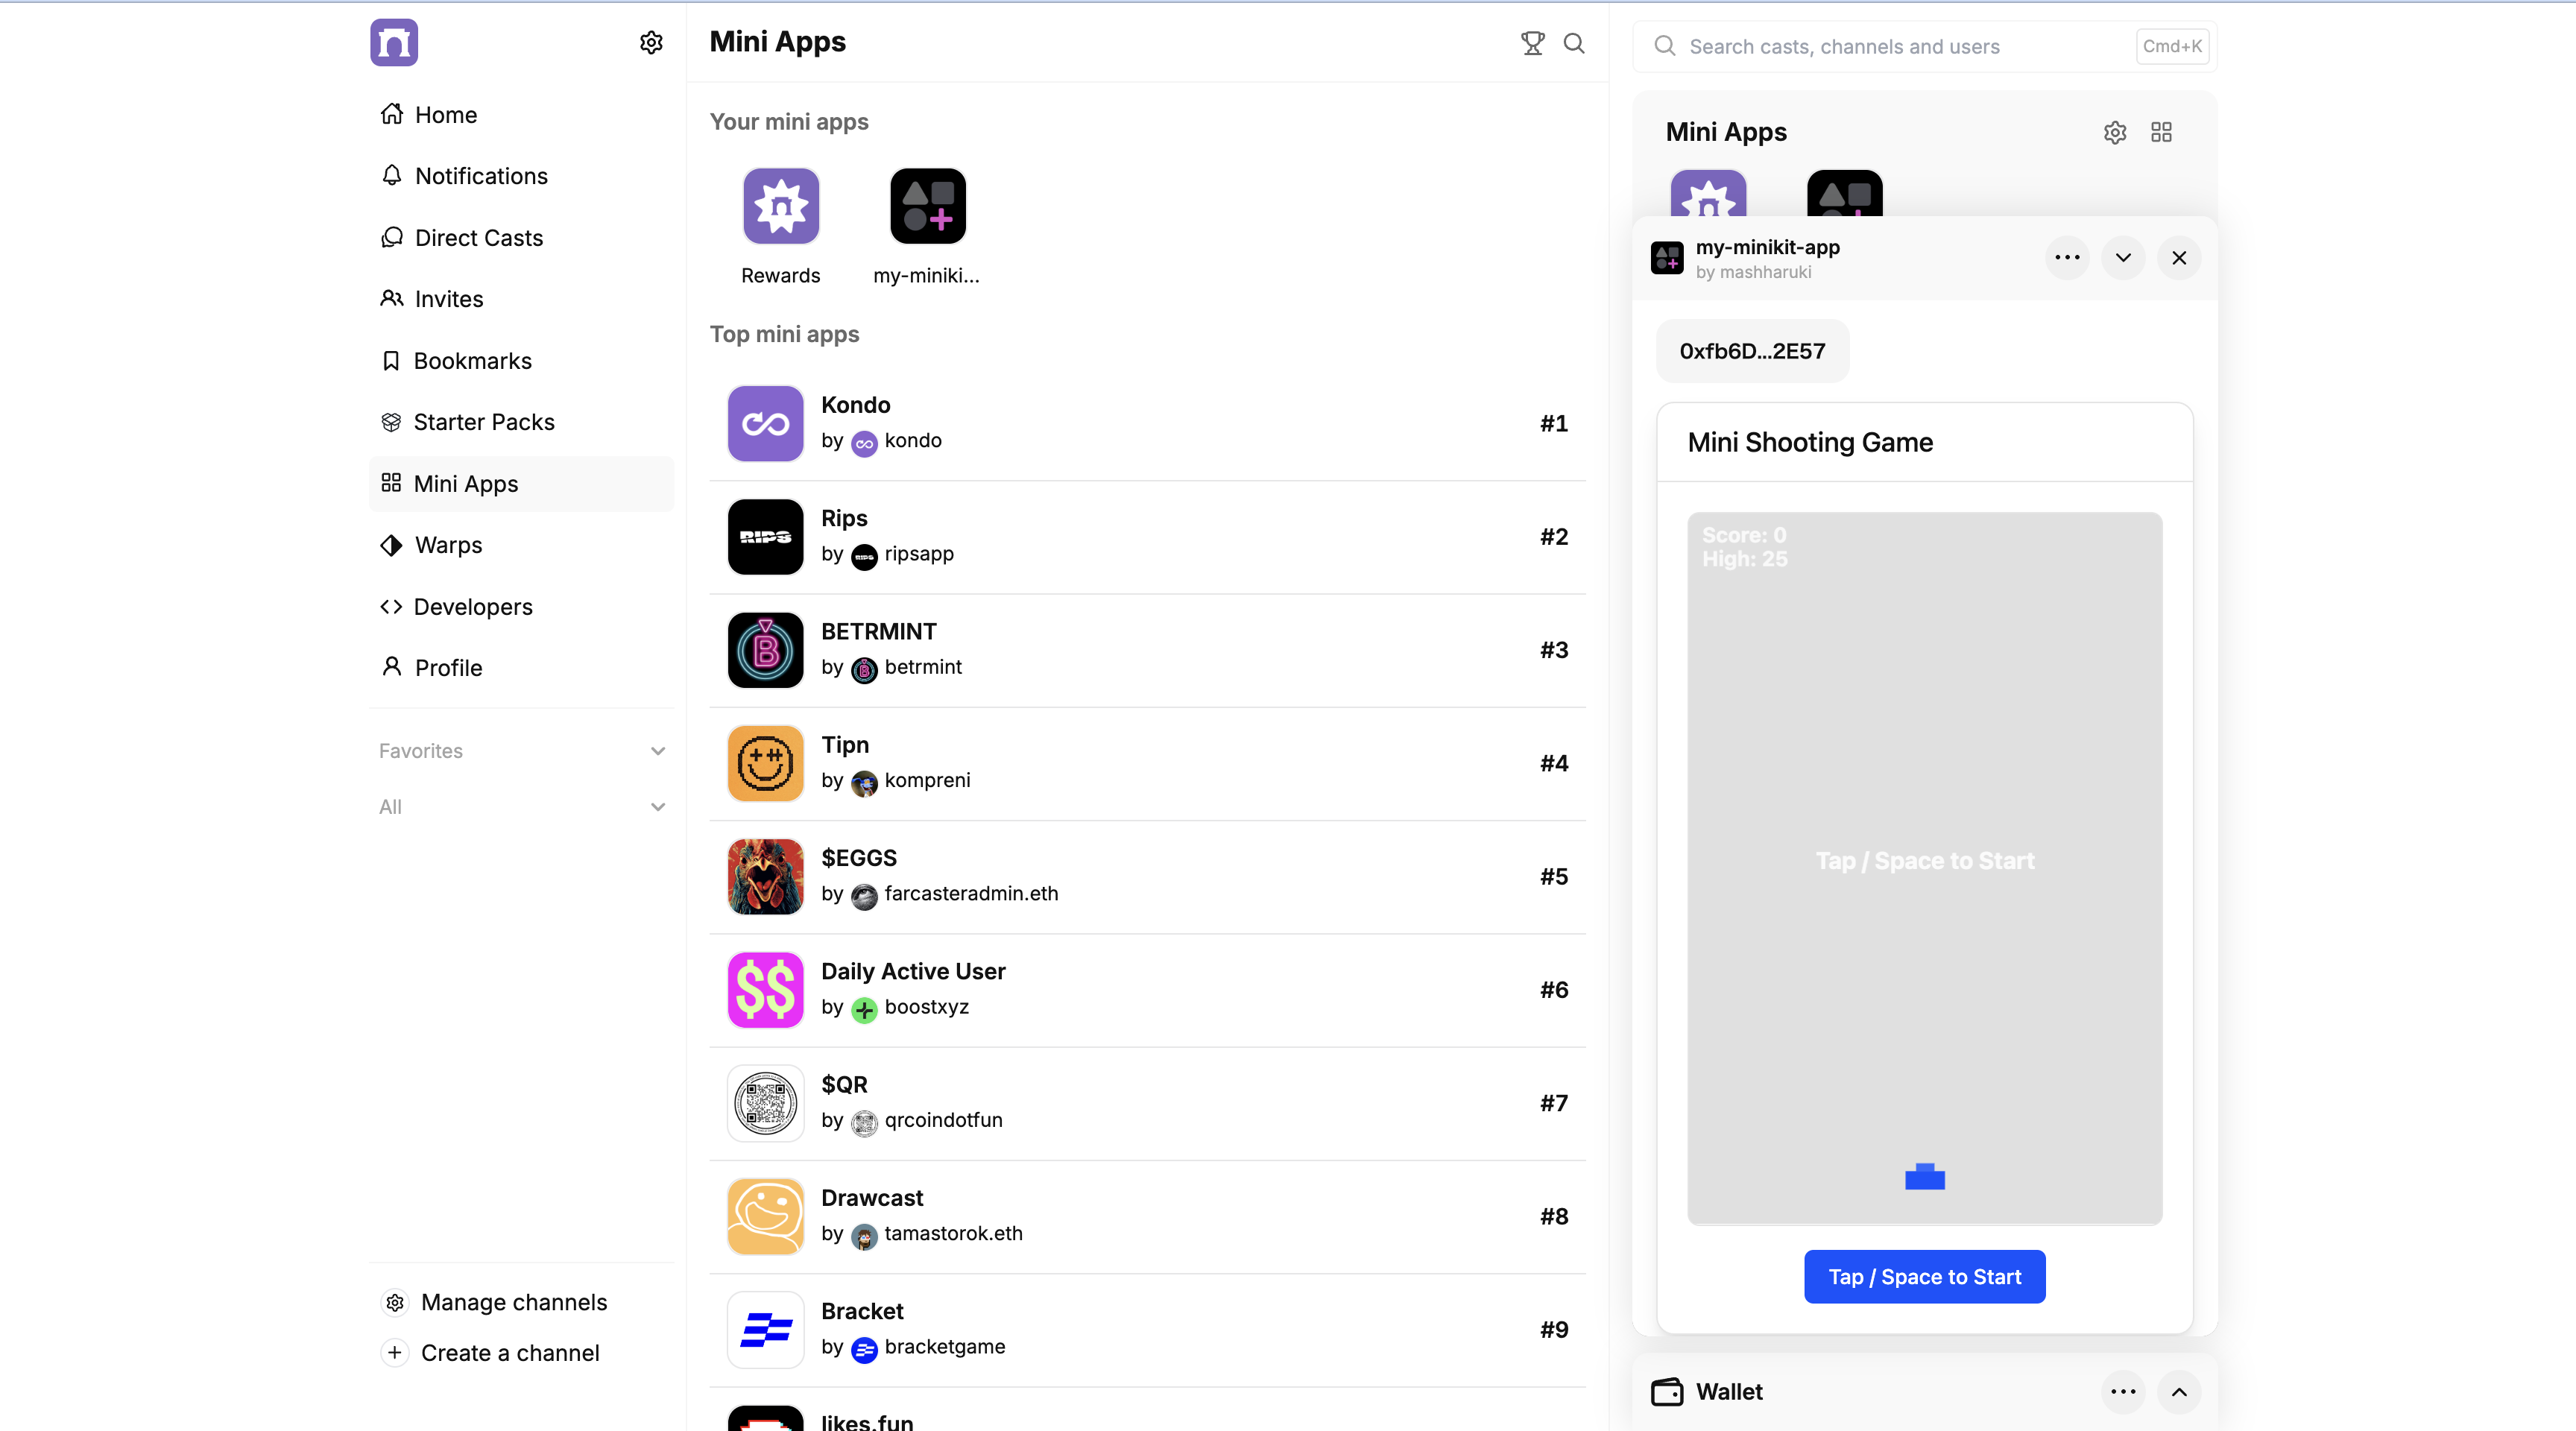 Home
Notifications
Direct Casts
Invites
Bookmarks
Starter Packs
Mini Apps
Warps
Developers
Profile
Favorites
All
Manage channels
Create a channel
Mini Apps
Your mini apps
Rewards
my-miniki...
Top mini apps
Kondo
by kondo
#1
RIPS
Rips
by RIPS ripsapp
#2
B
BETRMINT
by B betrmint
#3
Tipn
by kompreni
#4
$EGGS
by farcasteradmin.eth
#5
$$
Daily Active User
by boostxyz
#6
$QR
by qrcoindotfun
#7
Drawcast
by tamastorok.eth
#8
Bracket
by bracketgame
#9
likes.fun
Search casts, channels and users
Cmd+K
Mini Apps
my-minikit-app
by mashharuki
0xfb6D...2E57
Mini Shooting Game
Score: 0
High: 25
Tap / Space to Start
Tap / Space to Start
Wallet